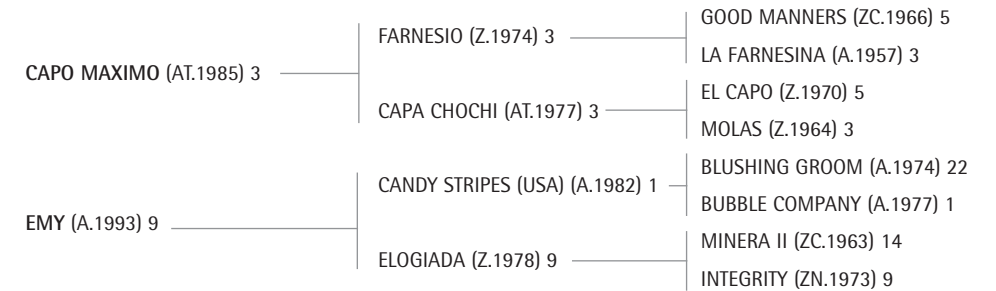 CAPO MAXIMO (AT.1985) 3
FARNESIO (Z.1974) 3
GOOD MANNERS (ZC.1966) 5
LA FARNESINA (A.1957) 3
CAPA CHOCHI (AT.1977) 3
EL CAPO (Z.1970) 5
MOLAS (Z.1964) 3
EMY (A.1993) 9
CANDY STRIPES (USA) (A.1982) 1
BLUSHING GROOM (A.1974) 22
BUBBLE COMPANY (A.1977) 1
ELOGIADA (Z.1978) 9
MINERA II (ZC.1963) 14
INTEGRITY (ZN.1973) 9